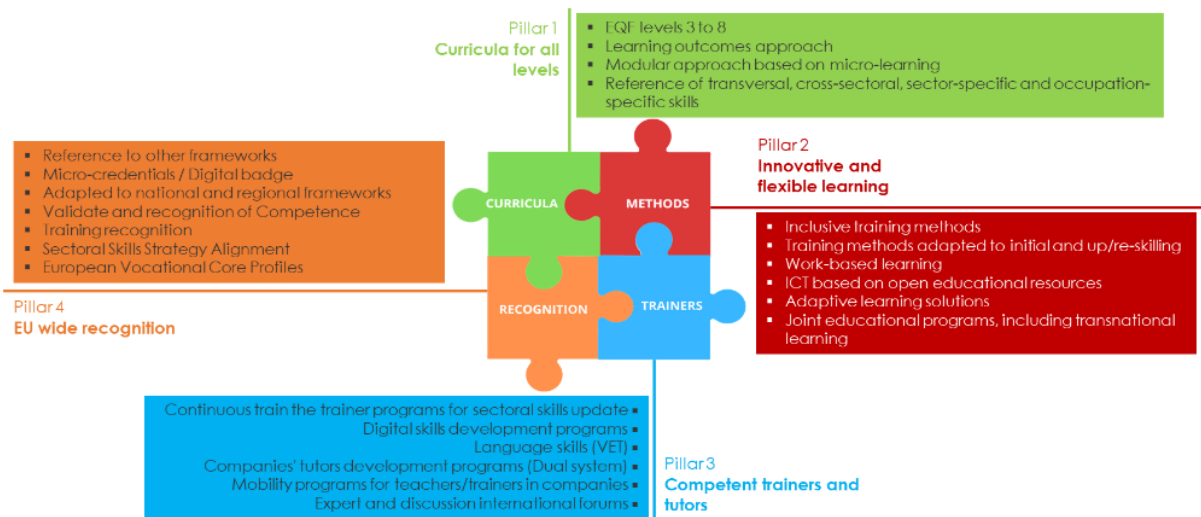 Pillar 1
Curricula for all
levels
▪ EQF levels 3 to 8
▪ Learning outcomes approach
▪ Modular approach based on micro-learning
▪ Reference of transversal, cross-sectoral, sector-specific and occupation-
specific skills
▪ Reference to other frameworks
▪ Micro-credentials / Digital badge
▪ Adapted to national and regional frameworks
▪ Validate and recognition of Competence
▪ Training recognition
▪ Sectoral Skills Strategy Alignment
▪ European Vocational Core Profiles
Pillar 4
EU wide recognition
CURRICULA
METHODS
RECOGNITION
TRAINERS
Pillar 2
Innovative and
flexible learning
▪ Inclusive training methods
▪ Training methods adapted to initial and up/re-skilling
▪ Work-based learning
▪ ICT based on open educational resources
▪ Adaptive learning solutions
▪ Joint educational programs, including transnational
learning
Continuous train the trainer programs for sectoral skills update ▪
Digital skills development programs ▪
Language skills (VET) ▪
Companies' tutors development programs (Dual system) ▪
Mobility programs for teachers/trainers in companies ▪
Expert and discussion international forums ▪
Pillar 3
Competent trainers and
tutors